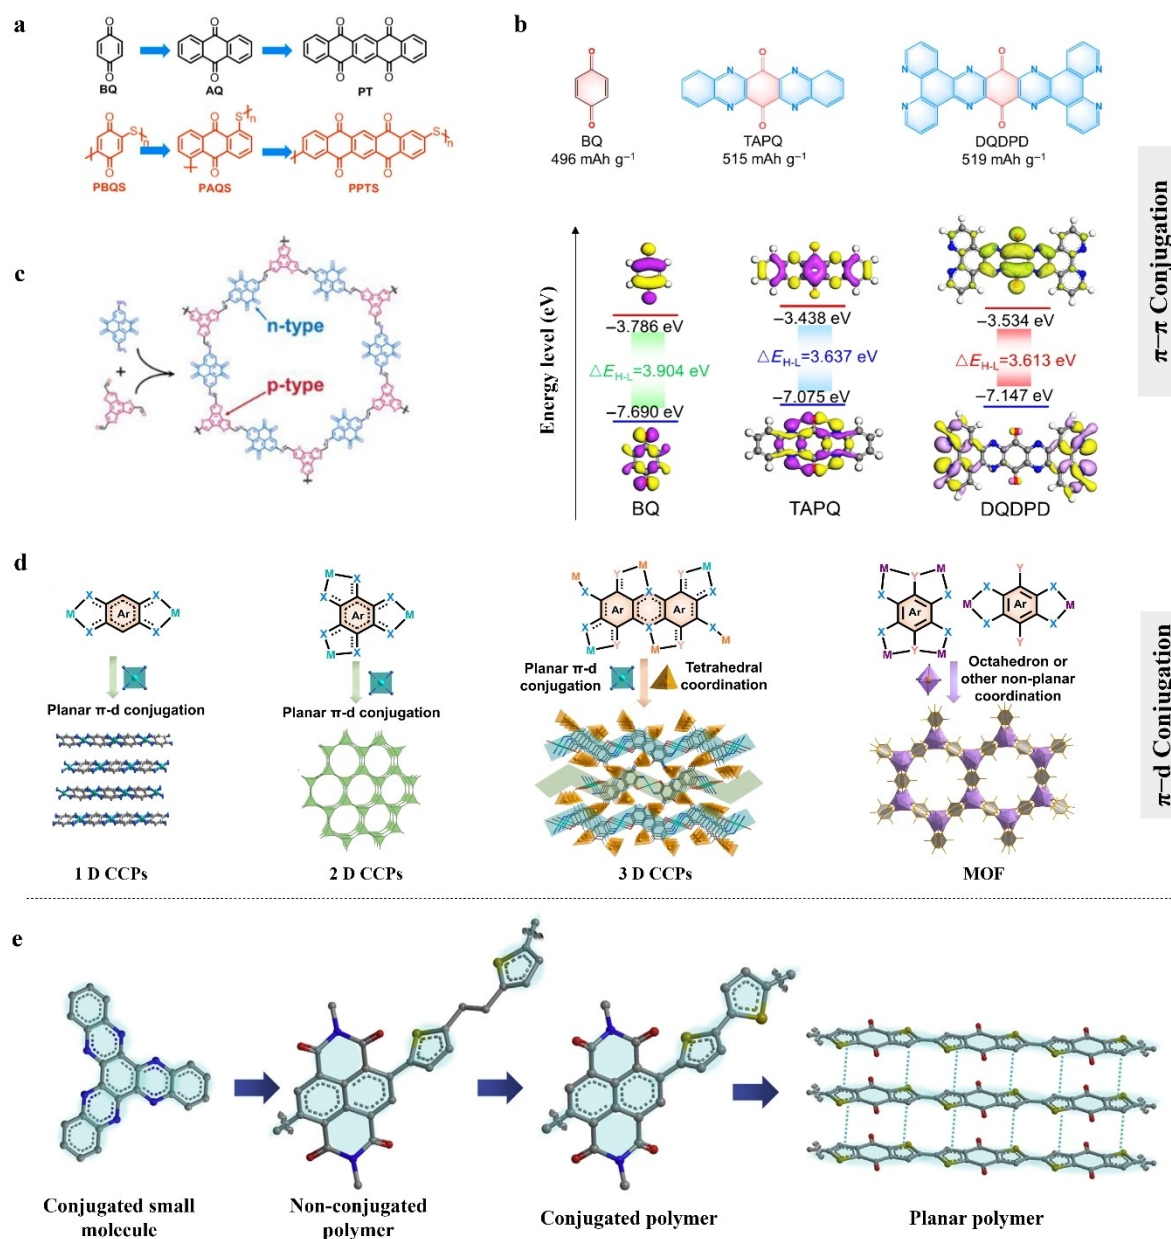 a
BQ
AQ
PT
PBQS
PAQS
PPTS
b
BQ
496 mAh g⁻¹
TAPQ
515 mAh g⁻¹
DQDPD
519 mAh g⁻¹
π−π Conjugation
c
n-type
p-type
+
Energy level (eV)
−3.786 eV
△E_H-L=3.904 eV
−7.690 eV
BQ
−3.438 eV
△E_H-L=3.637 eV
−7.075 eV
TAPQ
−3.534 eV
△E_H-L=3.613 eV
−7.147 eV
DQDPD
d
Planar π-d conjugation
1 D CCPs
Planar π-d conjugation
2 D CCPs
Planar π-d
conjugation
Tetrahedral
coordination
3 D CCPs
Octahedron or
other non-planar
coordination
MOF
π−d Conjugation
e
Conjugated small
molecule
Non-conjugated
polymer
Conjugated polymer
Planar polymer